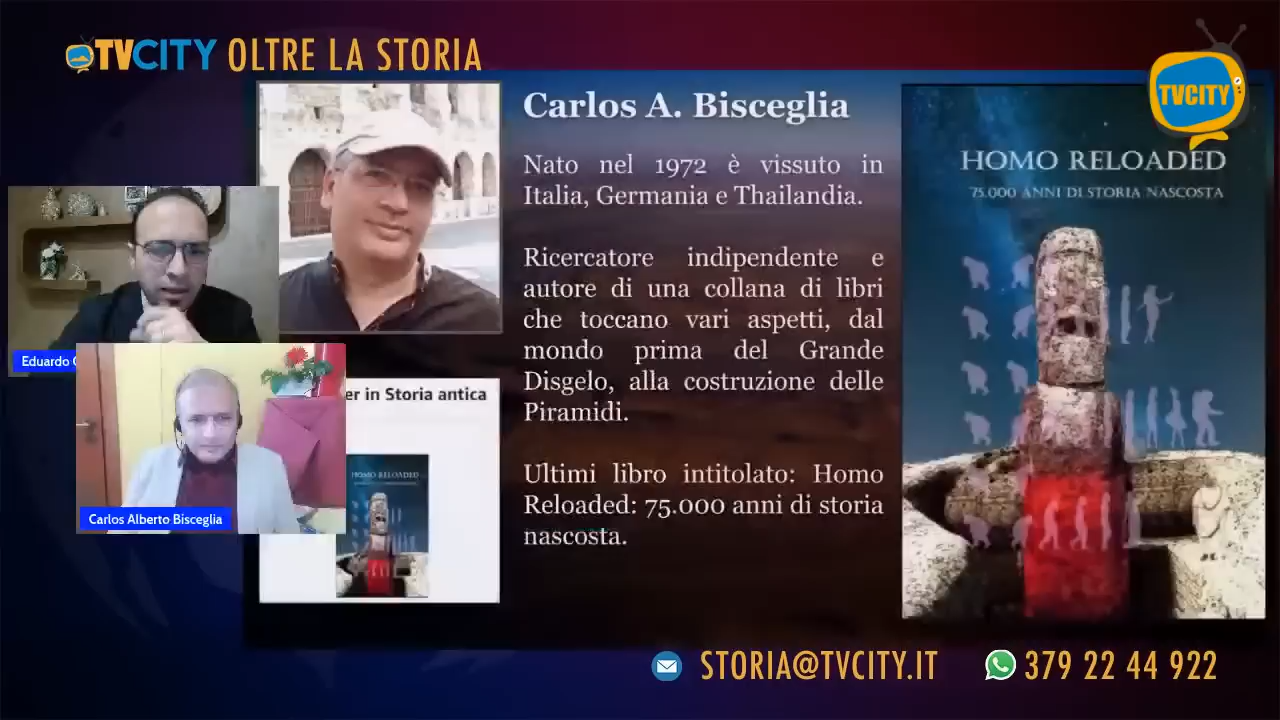 TVCITY OLTRE LA STORIA
TVCITY
Carlos A. Bisceglia
Nato nel 1972 è vissuto in
Italia, Germania e Thailandia.
Ricercatore indipendente e
autore di una collana di libri
che toccano vari aspetti, dal
mondo prima del Grande
Disgelo, alla costruzione delle
Piramidi.
Ultimi libro intitolato: Homo
Reloaded: 75.000 anni di storia
nascosta.
HOMO RELOADED
75.000 ANNI DI STORIA NASCOSTA
Eduardo
Carlos Alberto Bisceglia
er in Storia antica
HOMO RELOADED
STORIA@TVCITY.IT
379 22 44 922